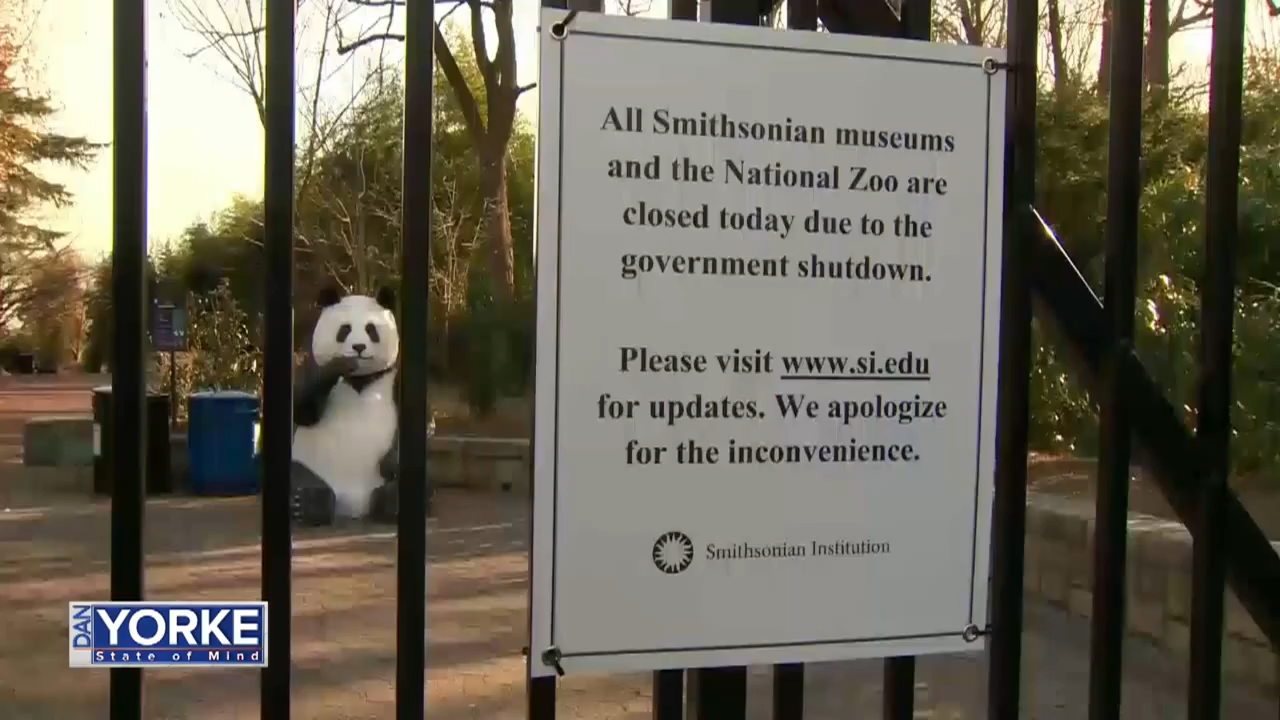 All Smithsonian museums
and the National Zoo are
closed today due to the
government shutdown.
Please visit www.si.edu
for updates. We apologize
for the inconvenience.
Smithsonian Institution
DAN
YORKE
State of Mind